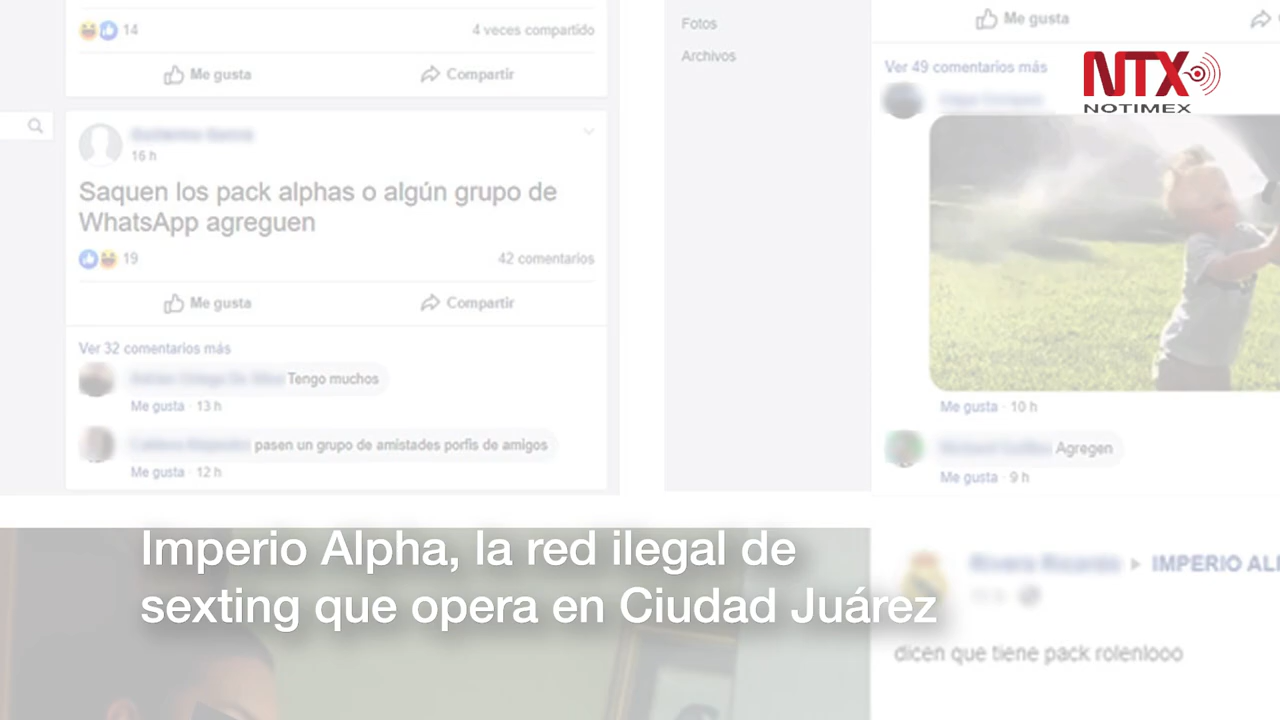 14
4 veces compartido
Me gusta
Compartir
16 h
Saquen los pack alphas o algún grupo de
WhatsApp agreguen
19
42 comentarios
Me gusta
Compartir
Ver 32 comentarios más
Tengo muchos
Me gusta · 13 h
pasen un grupo de amistades porfis de amigos
Me gusta · 12 h
Fotos
Archivos
Me gusta
Ver 49 comentarios más
NTX
NOTIMEX
Me gusta · 10 h
Agregen
Me gusta · 9 h
IMPERIO AL
dicen que tiene pack rolenlooo
Imperio Alpha, la red ilegal de
sexting que opera en Ciudad Juárez